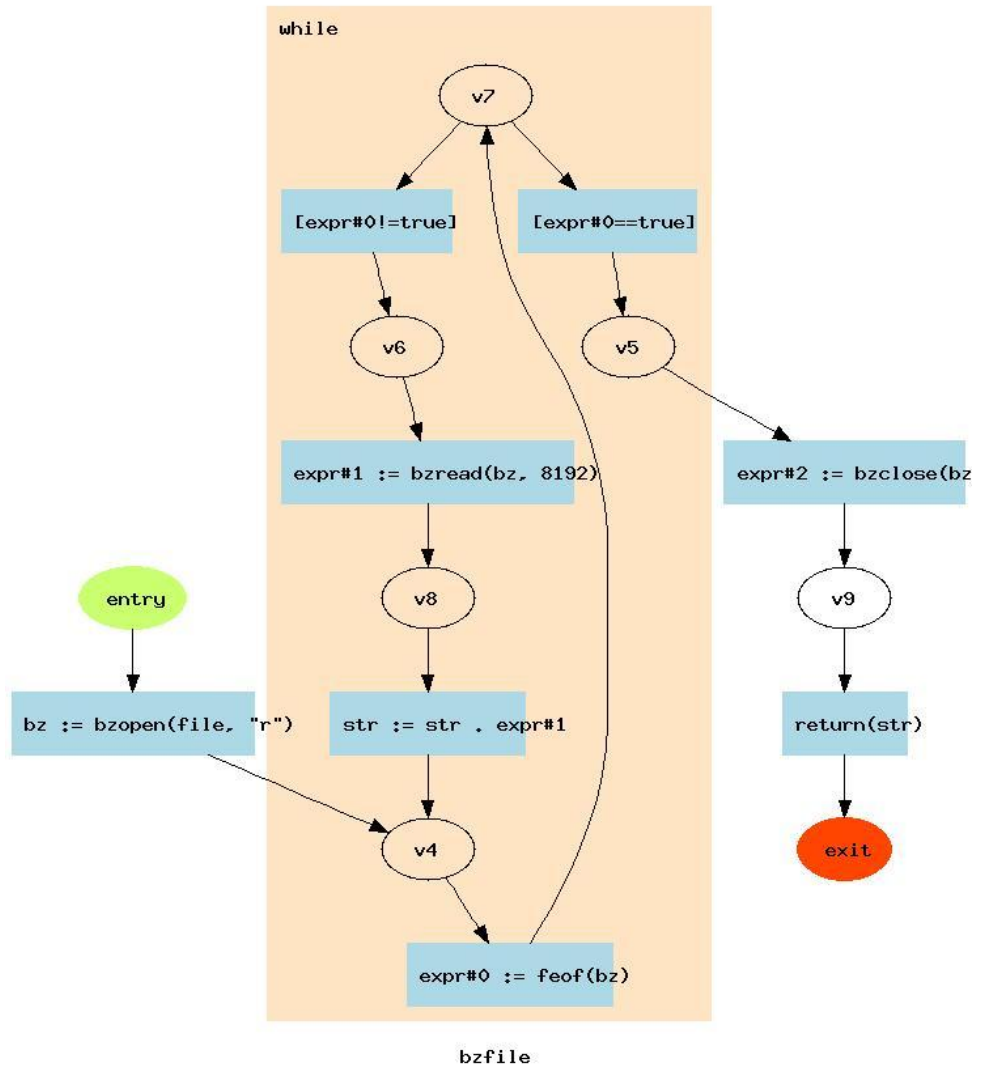 while
v7
[expr#0!=true]
[expr#0==true]
v6
v5
expr#1 := bzread(bz, 8192)
expr#2 := bzclose(bz
entry
v8
v9
bz := bzopen(file, "r")
str := str . expr#1
return(str)
v4
exit
expr#0 := feof(bz)
bzfile